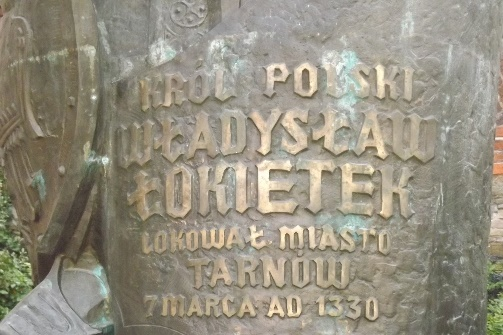 KRÓL POLSKI
WŁADYSŁAW
ŁOKIETEK
LOKOWAŁ MIASTO
TARNÓW
7 MARCA AD 1330